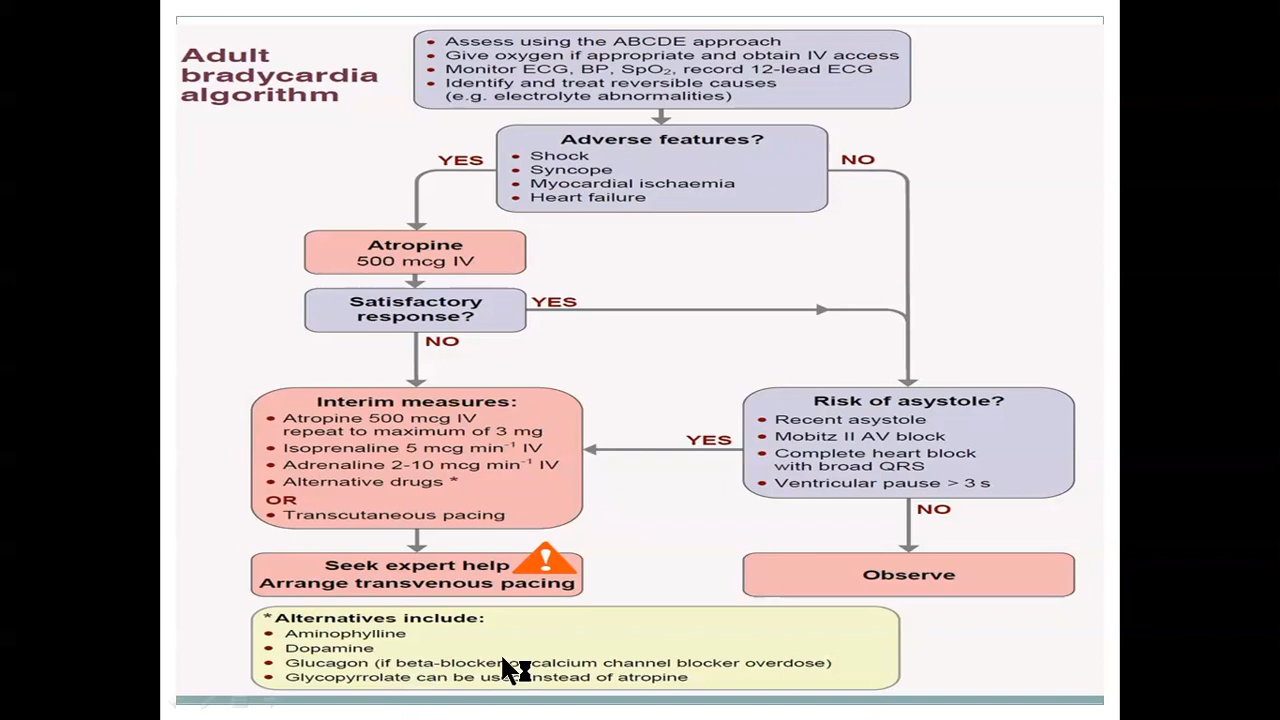 Adult
bradycardia
algorithm
• Assess using the ABCDE approach
• Give oxygen if appropriate and obtain IV access
• Monitor ECG, BP, SpO₂, record 12-lead ECG
• Identify and treat reversible causes
(e.g. electrolyte abnormalities)
Adverse features?
• Shock
• Syncope
• Myocardial ischaemia
• Heart failure
YES
NO
Atropine
500 mcg IV
Satisfactory
response?
YES
NO
Interim measures:
• Atropine 500 mcg IV
repeat to maximum of 3 mg
• Isoprenaline 5 mcg min⁻¹ IV
• Adrenaline 2-10 mcg min⁻¹ IV
• Alternative drugs *
OR
• Transcutaneous pacing
YES
Risk of asystole?
• Recent asystole
• Mobitz II AV block
• Complete heart block
with broad QRS
• Ventricular pause > 3 s
NO
Seek expert help
Arrange transvenous pacing
!
Observe
* Alternatives include:
• Aminophylline
• Dopamine
• Glucagon (if beta-blocker calcium channel blocker overdose)
• Glycopyrrolate can be instead of atropine